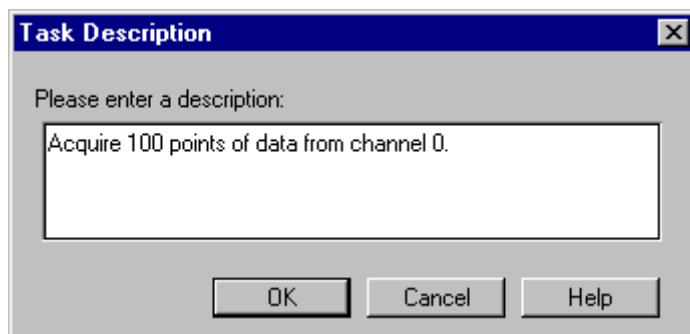 Task Description
Please enter a description:
Acquire 100 points of data from channel 0.
OK Cancel Help